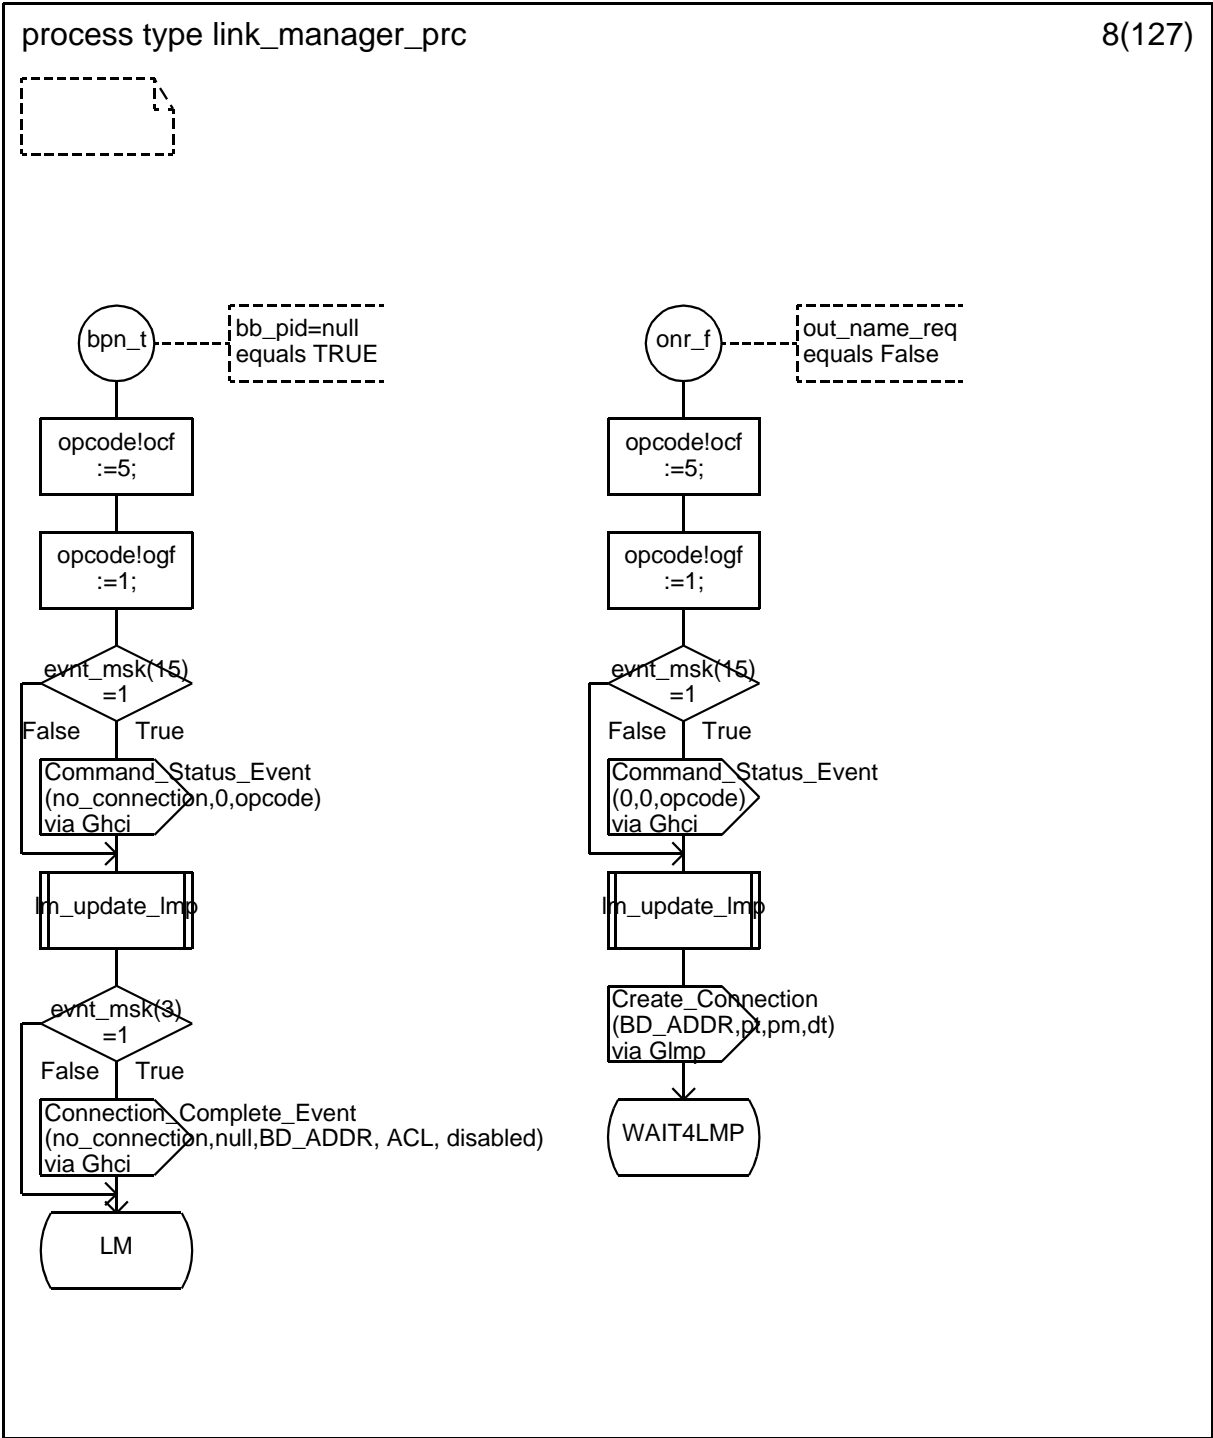 process type link_manager_prc
8(127)
bpn_t
bb_pid=null
equals TRUE
opcode!ocf
:=5;
opcode!ogf
:=1;
evnt_msk(15)
=1
False
True
Command_Status_Event
(no_connection,0,opcode)
via Ghci
lm_update_lmp
evnt_msk(3)
=1
False
True
Connection_Complete_Event
(no_connection,null,BD_ADDR, ACL, disabled)
via Ghci
LM
onr_f
out_name_req
equals False
opcode!ocf
:=5;
opcode!ogf
:=1;
evnt_msk(15)
=1
False
True
Command_Status_Event
(0,0,opcode)
via Ghci
lm_update_lmp
Create_Connection
(BD_ADDR,pt,pm,dt)
via Glmp
WAIT4LMP